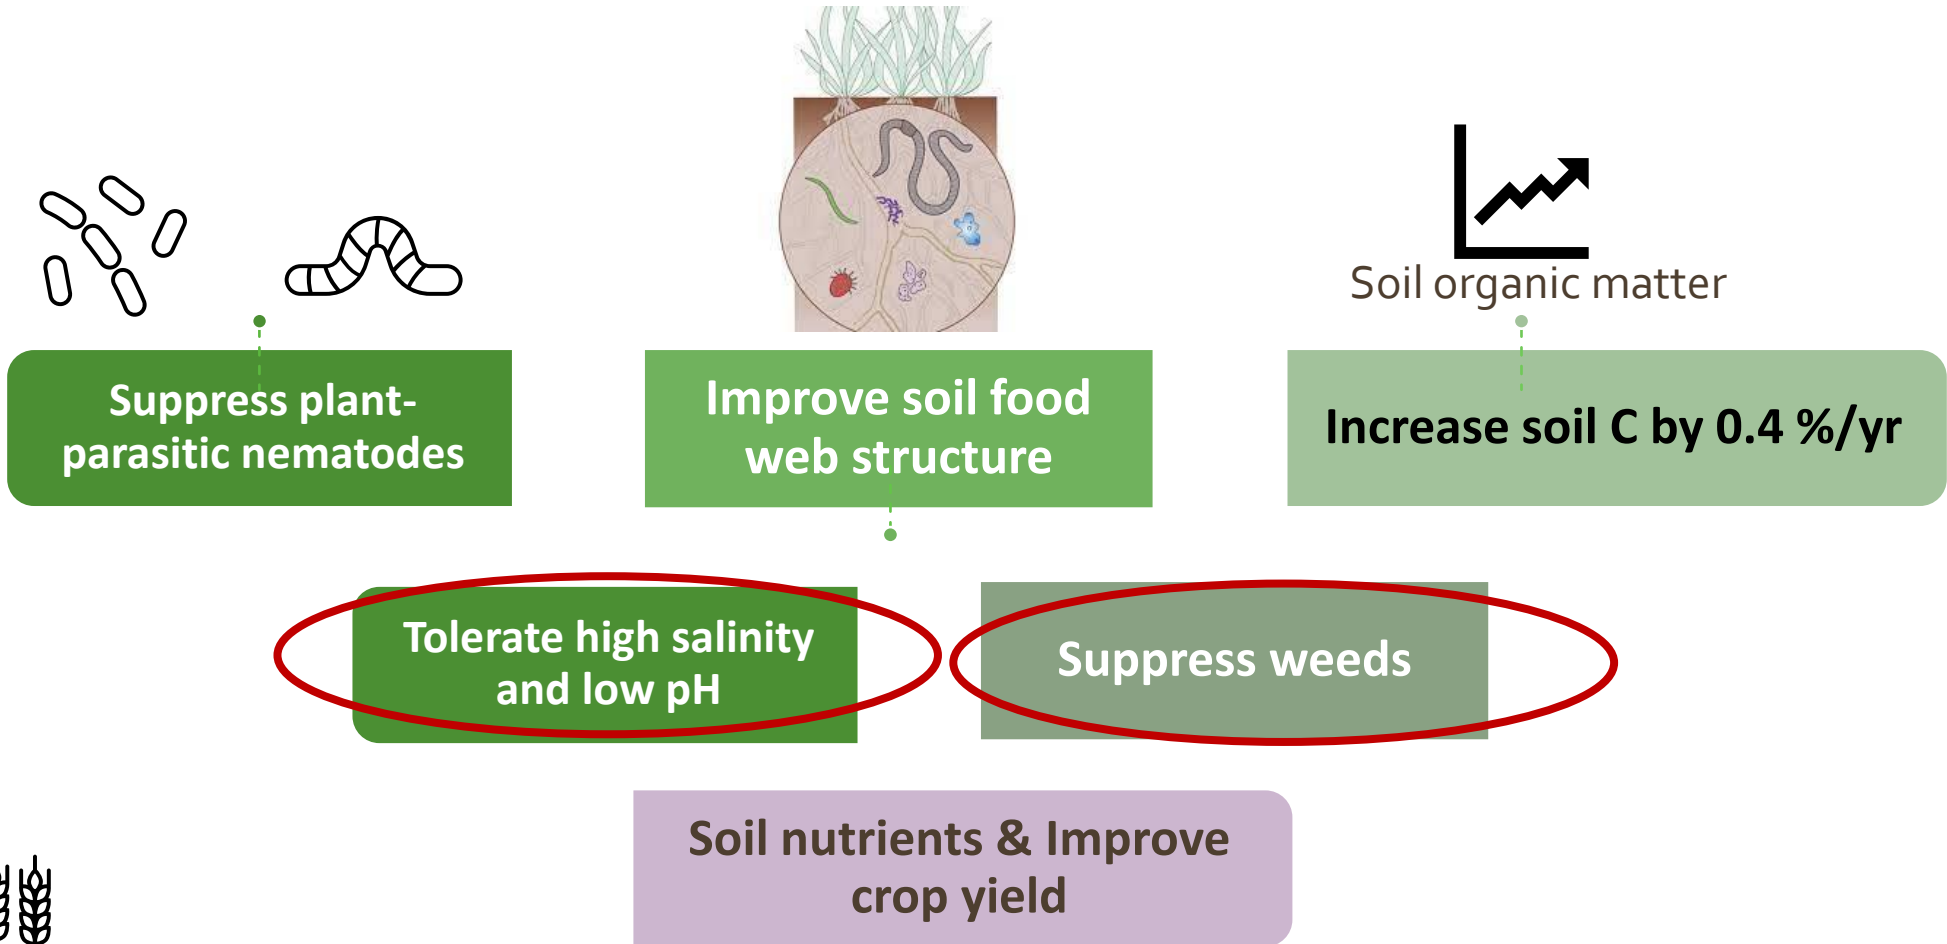 Soil organic matter
Suppress plant-
parasitic nematodes
Improve soil food
web structure
Increase soil C by 0.4 %/yr
Tolerate high salinity
and low pH
Suppress weeds
Soil nutrients & Improve
crop yield